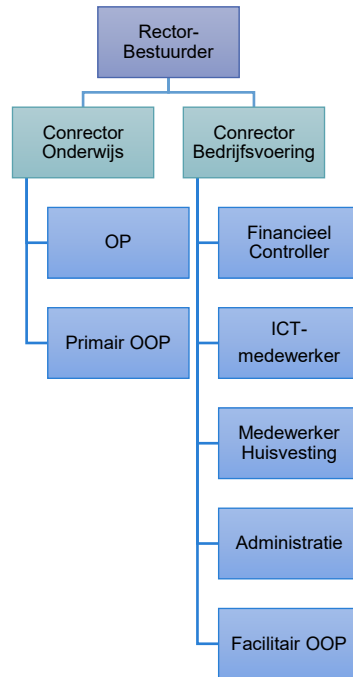 Rector-
Bestuurder
Conrector
Onderwijs
Conrector
Bedrijfsvoering
OP
Primair OOP
Financieel
Controller
ICT-
medewerker
Medewerker
Huisvesting
Administratie
Facilitair OOP